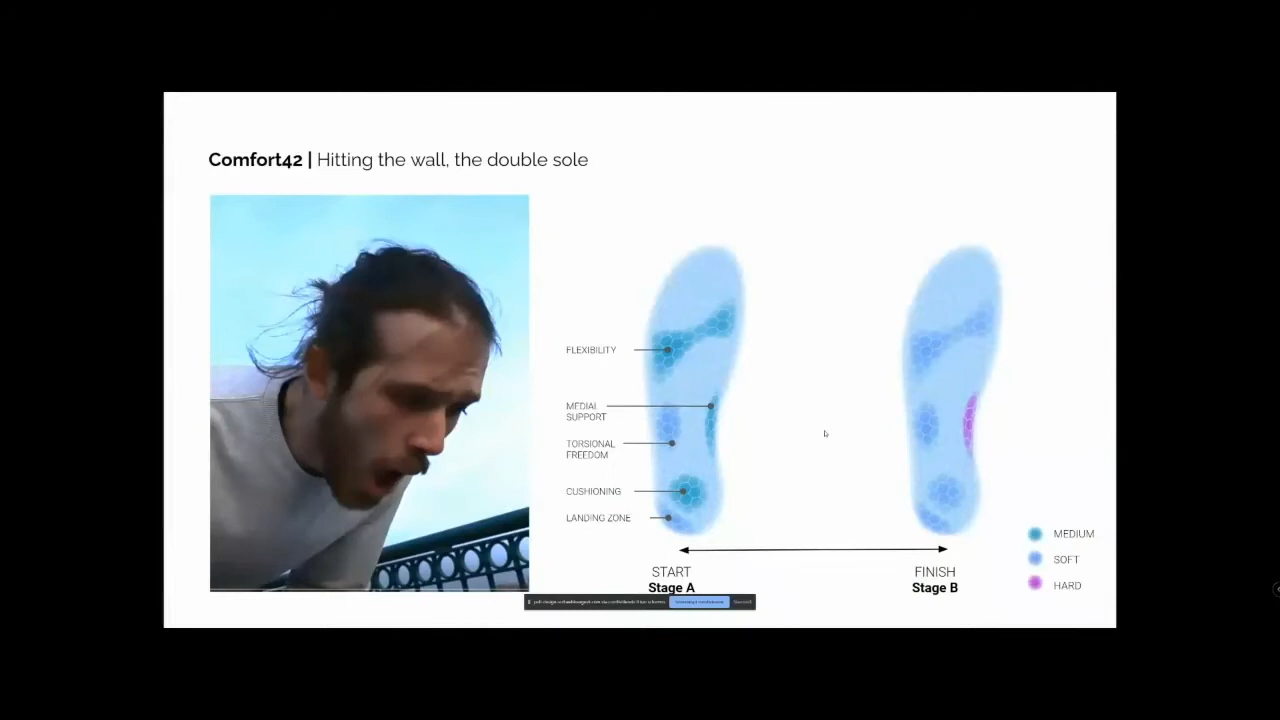 Comfort42 | Hitting the wall, the double sole
FLEXIBILITY
MEDIAL
SUPPORT
TORSIONAL
FREEDOM
CUSHIONING
LANDING ZONE
START
Stage A
FINISH
Stage B
MEDIUM
SOFT
HARD